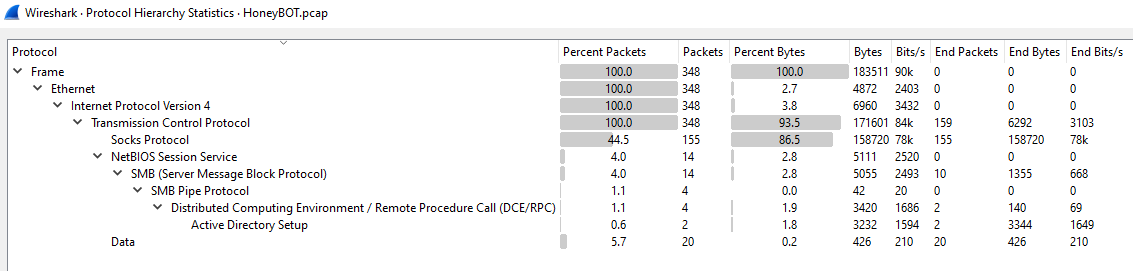 Wireshark · Protocol Hierarchy Statistics · HoneyBOT.pcap
Protocol Percent Packets Packets Percent Bytes Bytes Bits/s End Packets End Bytes End Bits/s
Frame 100.0 348 100.0 183511 90k 0 0 0
Ethernet 100.0 348 2.7 4872 2403 0 0 0
Internet Protocol Version 4 100.0 348 3.8 6960 3432 0 0 0
Transmission Control Protocol 100.0 348 93.5 171601 84k 159 6292 3103
Socks Protocol 44.5 155 86.5 158720 78k 155 158720 78k
NetBIOS Session Service 4.0 14 2.8 5111 2520 0 0 0
SMB (Server Message Block Protocol) 4.0 14 2.8 5055 2493 10 1355 668
SMB Pipe Protocol 1.1 4 0.0 42 20 0 0 0
Distributed Computing Environment / Remote Procedure Call (DCE/RPC) 1.1 4 1.9 3420 1686 2 140 69
Active Directory Setup 0.6 2 1.8 3232 1594 2 3344 1649
Data 5.7 20 0.2 426 210 20 426 210